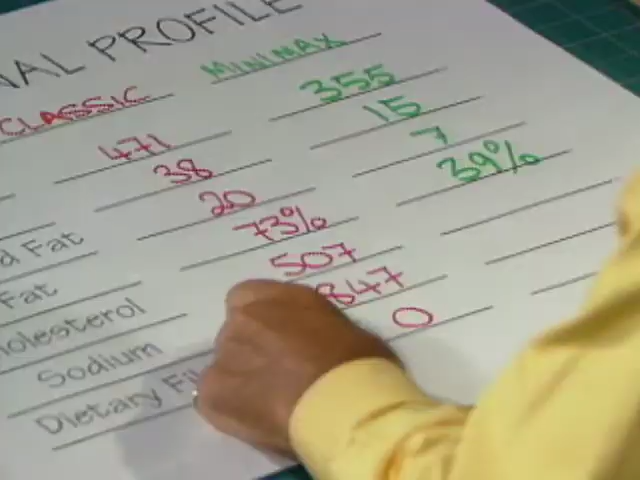 NAL PROFILE
CLASSIC MINIMAX
471 355
38 15
d Fat 20 7
Fat 73% 39%
olesterol 507
Sodium 847
Dietary Fi 0